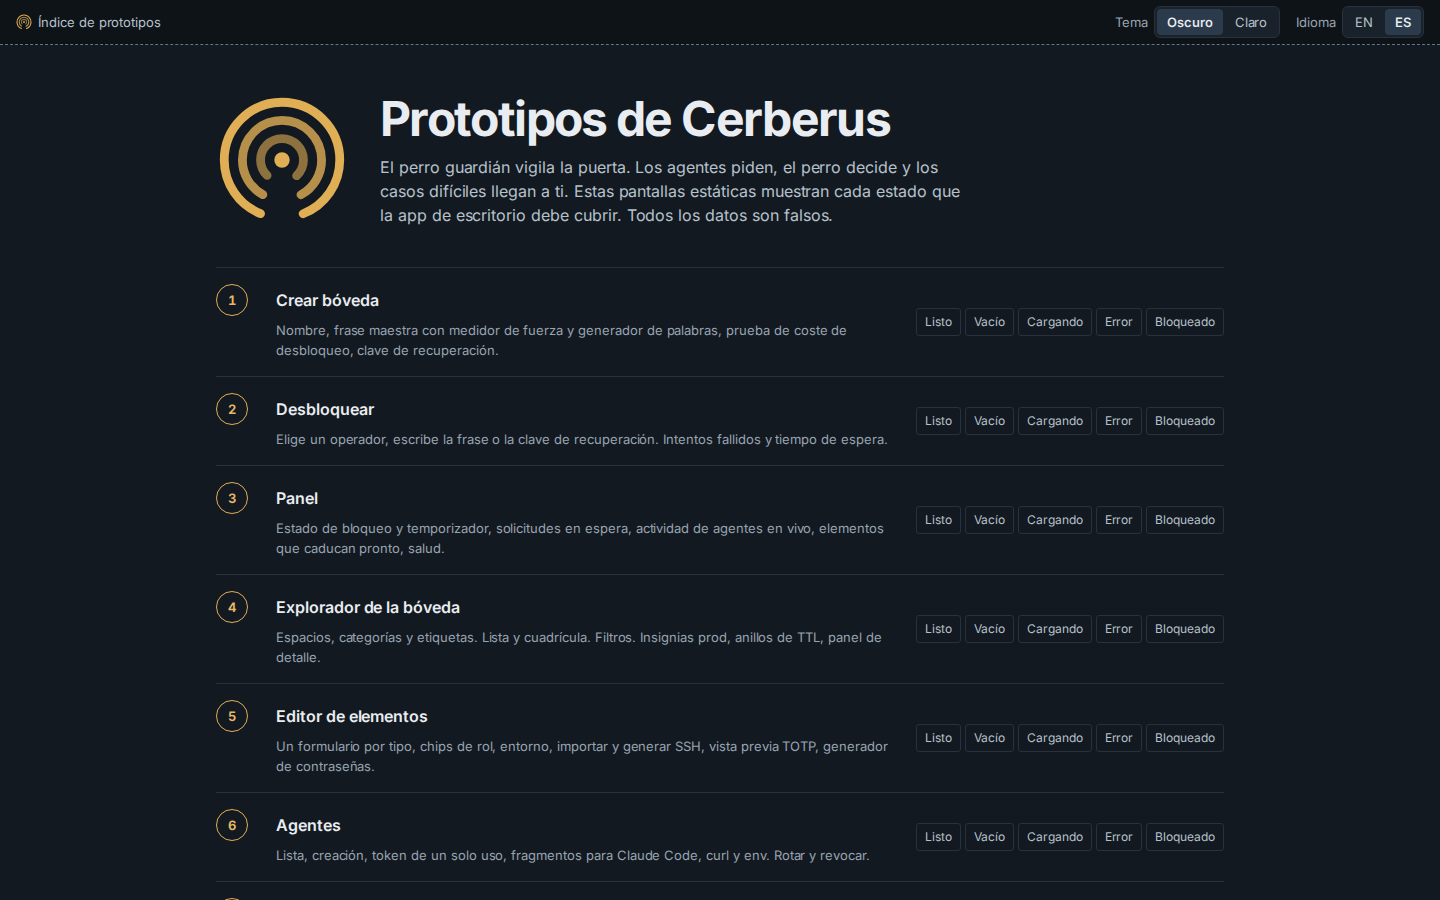 Índice de prototipos
Tema Oscuro Claro Idioma EN ES
Prototipos de Cerberus
El perro guardián vigila la puerta. Los agentes piden, el perro decide y los
casos difíciles llegan a ti. Estas pantallas estáticas muestran cada estado que
la app de escritorio debe cubrir. Todos los datos son falsos.
1 Crear bóveda
Nombre, frase maestra con medidor de fuerza y generador de palabras, prueba de coste de
desbloqueo, clave de recuperación.
Listo Vacío Cargando Error Bloqueado
2 Desbloquear
Elige un operador, escribe la frase o la clave de recuperación. Intentos fallidos y tiempo de espera.
Listo Vacío Cargando Error Bloqueado
3 Panel
Estado de bloqueo y temporizador, solicitudes en espera, actividad de agentes en vivo, elementos
que caducan pronto, salud.
Listo Vacío Cargando Error Bloqueado
4 Explorador de la bóveda
Espacios, categorías y etiquetas. Lista y cuadrícula. Filtros. Insignias prod, anillos de TTL, panel de
detalle.
Listo Vacío Cargando Error Bloqueado
5 Editor de elementos
Un formulario por tipo, chips de rol, entorno, importar y generar SSH, vista previa TOTP, generador
de contraseñas.
Listo Vacío Cargando Error Bloqueado
6 Agentes
Lista, creación, token de un solo uso, fragmentos para Claude Code, curl y env. Rotar y revocar.
Listo Vacío Cargando Error Bloqueado